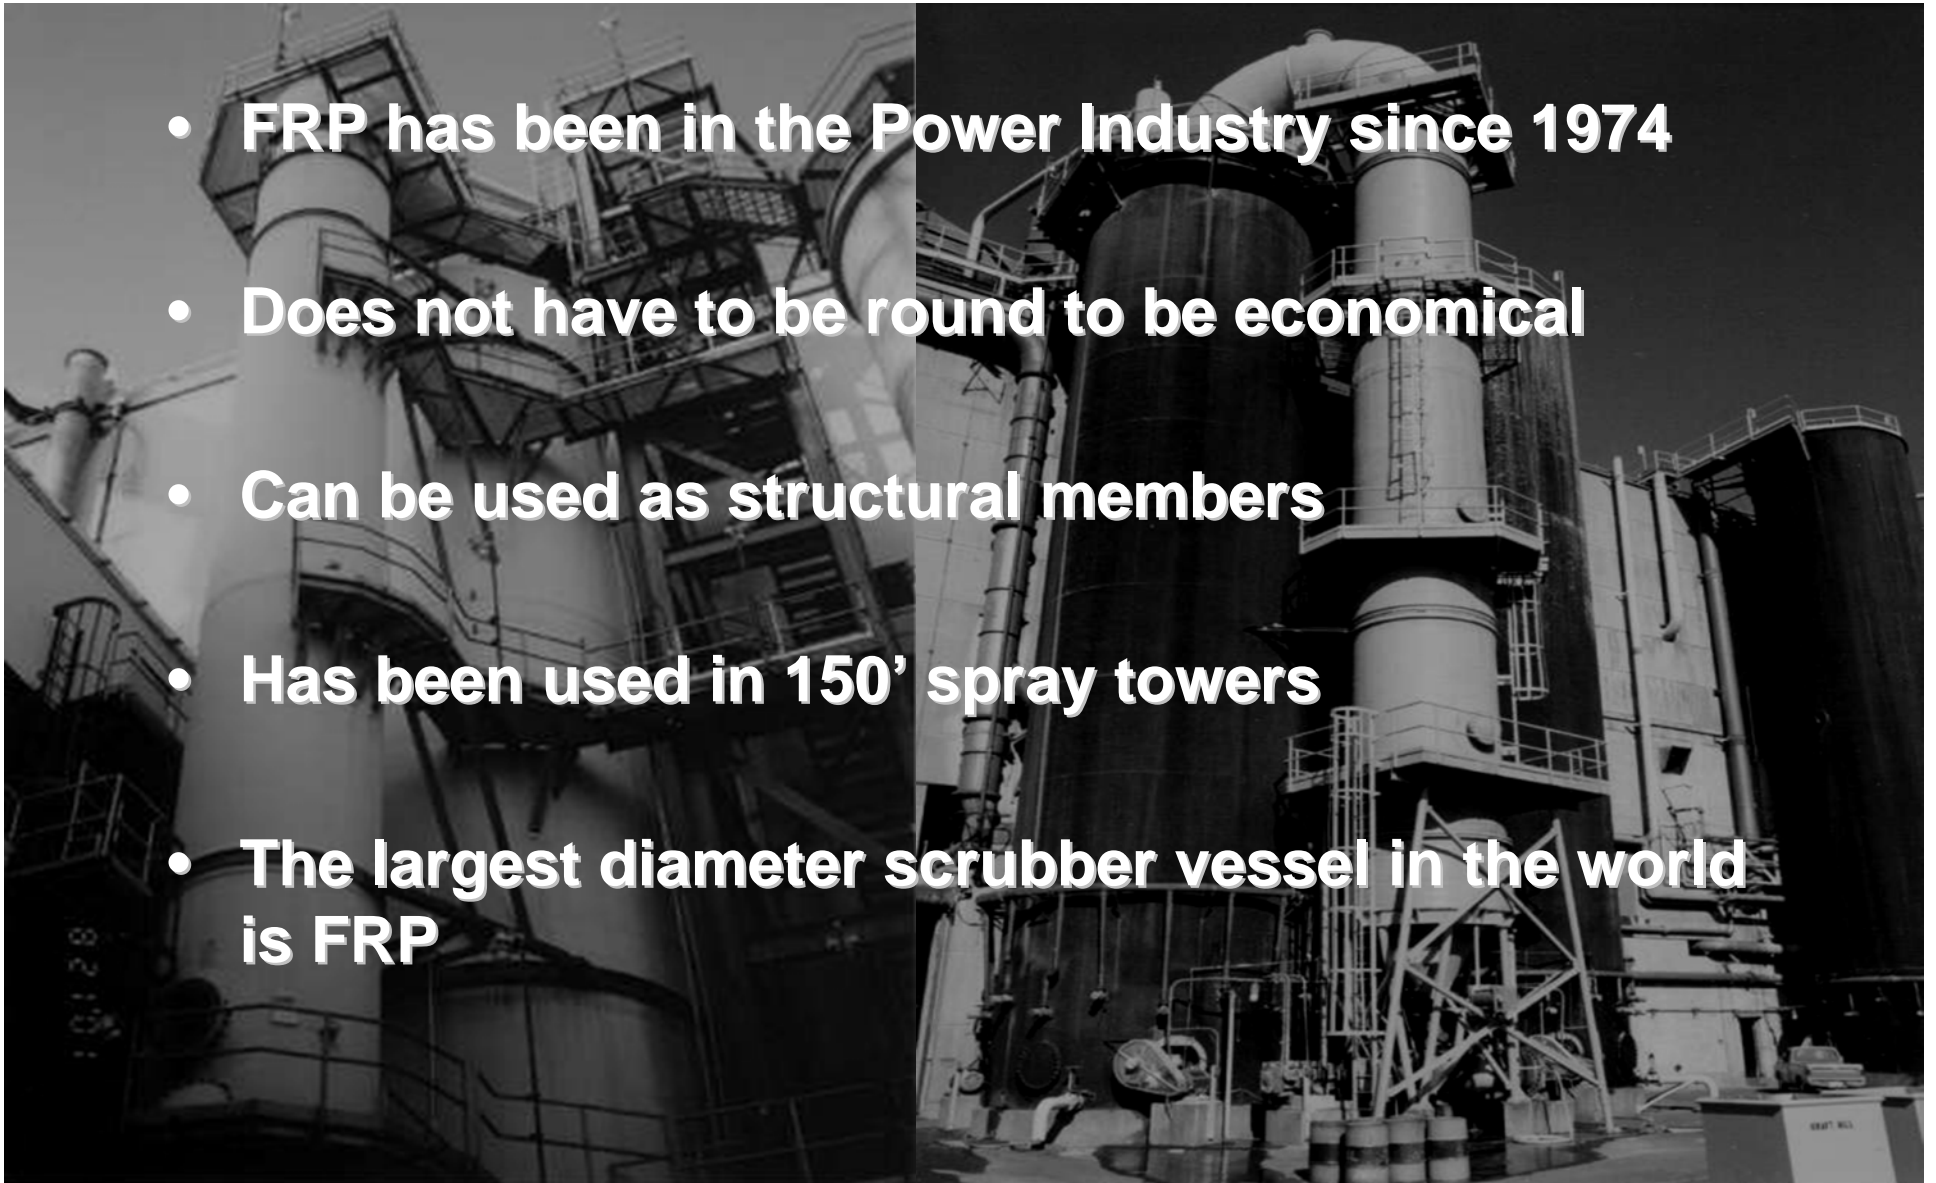 • FRP has been in the Power Industry since 1974
• Does not have to be round to be economical
• Can be used as structural members
• Has been used in 150’ spray towers
• The largest diameter scrubber vessel in the world
is FRP